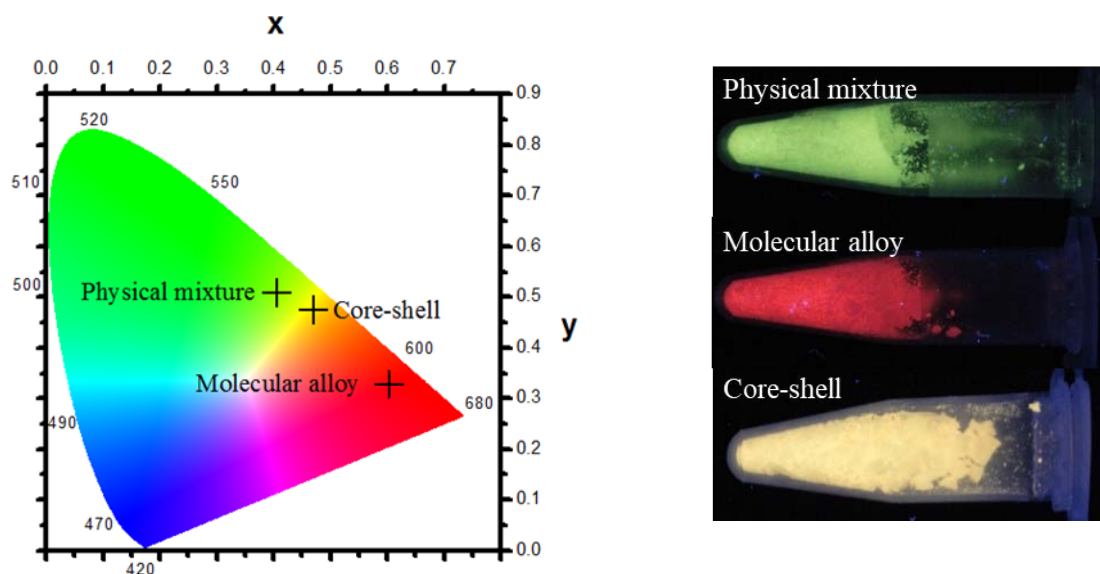 x
0.0 0.1 0.2 0.3 0.4 0.5 0.6 0.7
0.9
520
0.8
510
550
0.7
0.6
500
Physical mixture
0.5
Core-shell
y
0.4
600
Molecular alloy
0.3
680
490
0.2
0.1
470
0.0
420
Physical mixture
Molecular alloy
Core-shell